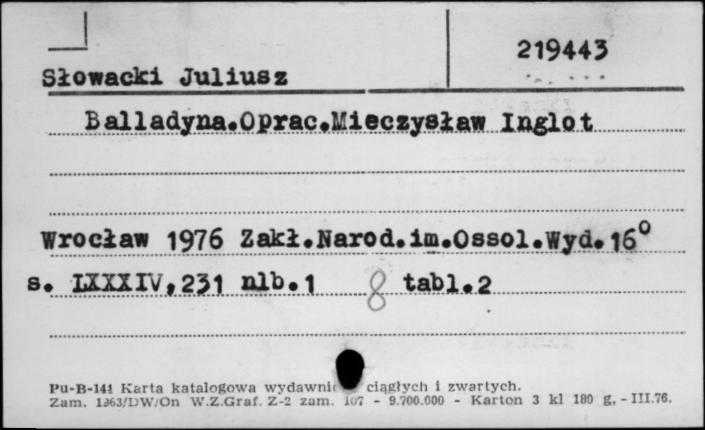 219443
Słowacki Juliusz
Balladyna.Oprac.Mieczysław Inglot
Wrocław 1976 Zakł.Narod.im.Ossol.Wyd.16°
s. LXXXIV,231 nlb.1 8 tabl.2
Pu-B-141 Karta katalogowa wydawnic ciągłych i zwartych.
Zam. 1363/DW/On W.Z.Graf. Z-2 zam. 107 - 9.700.000 - Karton 3 kl 180 g. - III.76.